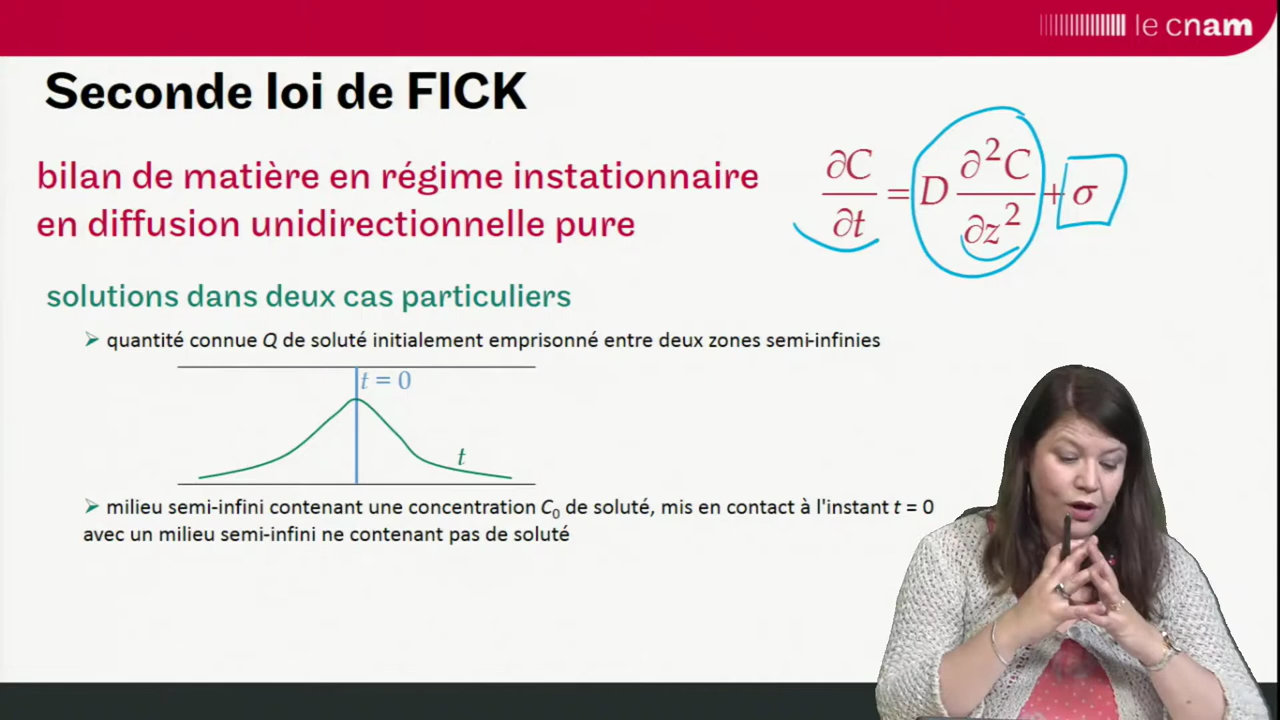 le cnam
Seconde loi de FICK
bilan de matière en régime instationnaire
en diffusion unidirectionnelle pure
∂C/∂t = D ∂²C/∂z² + σ
solutions dans deux cas particuliers
➢ quantité connue Q de soluté initialement emprisonné entre deux zones semi-infinies
t = 0
t
➢ milieu semi-infini contenant une concentration C₀ de soluté, mis en contact à l'instant t = 0
avec un milieu semi-infini ne contenant pas de soluté